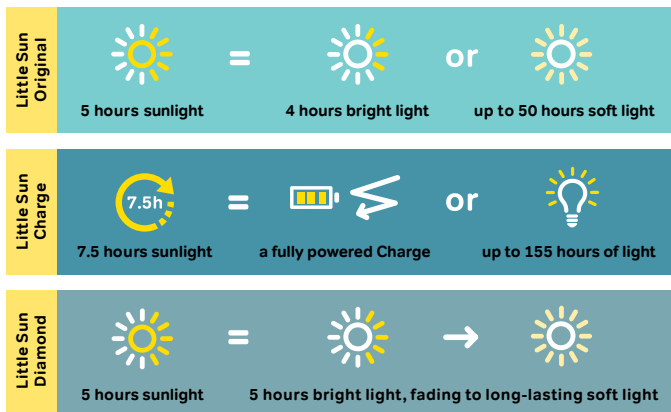 Little Sun
Original
=
or
5 hours sunlight
4 hours bright light
up to 50 hours soft light
Little Sun
Charge
7.5h
=
or
7.5 hours sunlight
a fully powered Charge
up to 155 hours of light
Little Sun
Diamond
=
→
5 hours sunlight
5 hours bright light, fading to long-lasting soft light